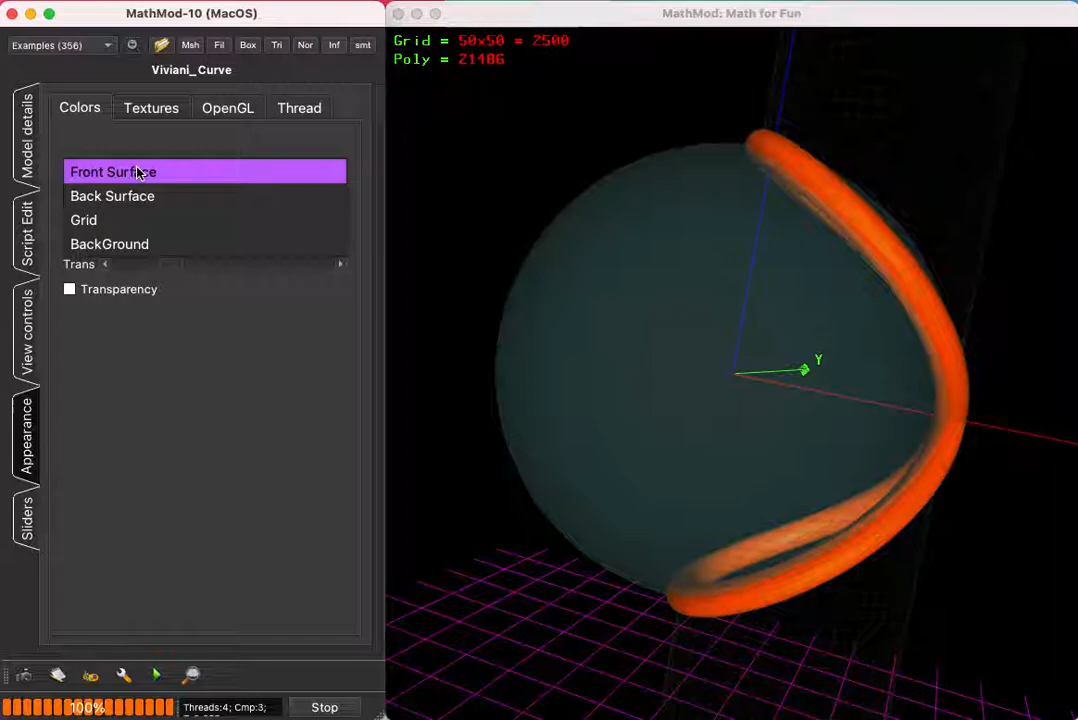 MathMod-10 (MacOS)
MathMod: Math for Fun
Examples (356)
Msh
Fil
Box
Tri
Nor
Inf
smt
Viviani_Curve
Colors
Textures
OpenGL
Thread
Front Surface
Back Surface
Grid
BackGround
Trans
Transparency
Model details
Script Edit
View controls
Appearance
Sliders
100%
Threads:4; Cmp:3;
Stop
Grid = 50x50 = 2500
Poly = 21486
Y